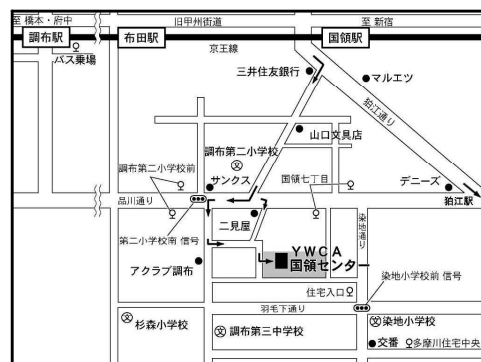 至 橋本・府中
旧甲州街道
至 新宿
調布駅
布田駅
国領駅
バス乗場
京王線
三井住友銀行
マルエツ
狛江通り
山口文具店
調布第二小学校
調布第二小学校前
サンクス
国領七丁目
デニーズ
狛江駅
品川通り
染地通り
二見屋
第二小学校南 信号
YWCA
国領センター
アクラブ調布
染地小学校前 信号
住宅入口
羽毛下通り
杉森小学校
調布第三中学校
染地小学校
交番
多摩川住宅中央